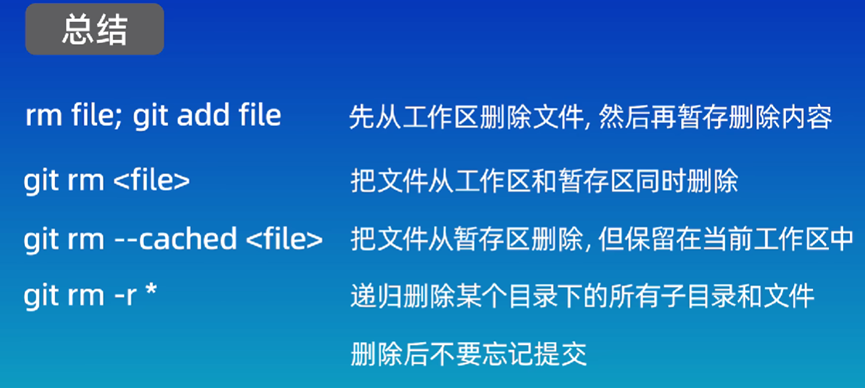 总结
rm file; git add file 先从工作区删除文件, 然后再暂存删除内容
git rm <file> 把文件从工作区和暂存区同时删除
git rm --cached <file> 把文件从暂存区删除, 但保留在当前工作区中
git rm -r * 递归删除某个目录下的所有子目录和文件
删除后不要忘记提交